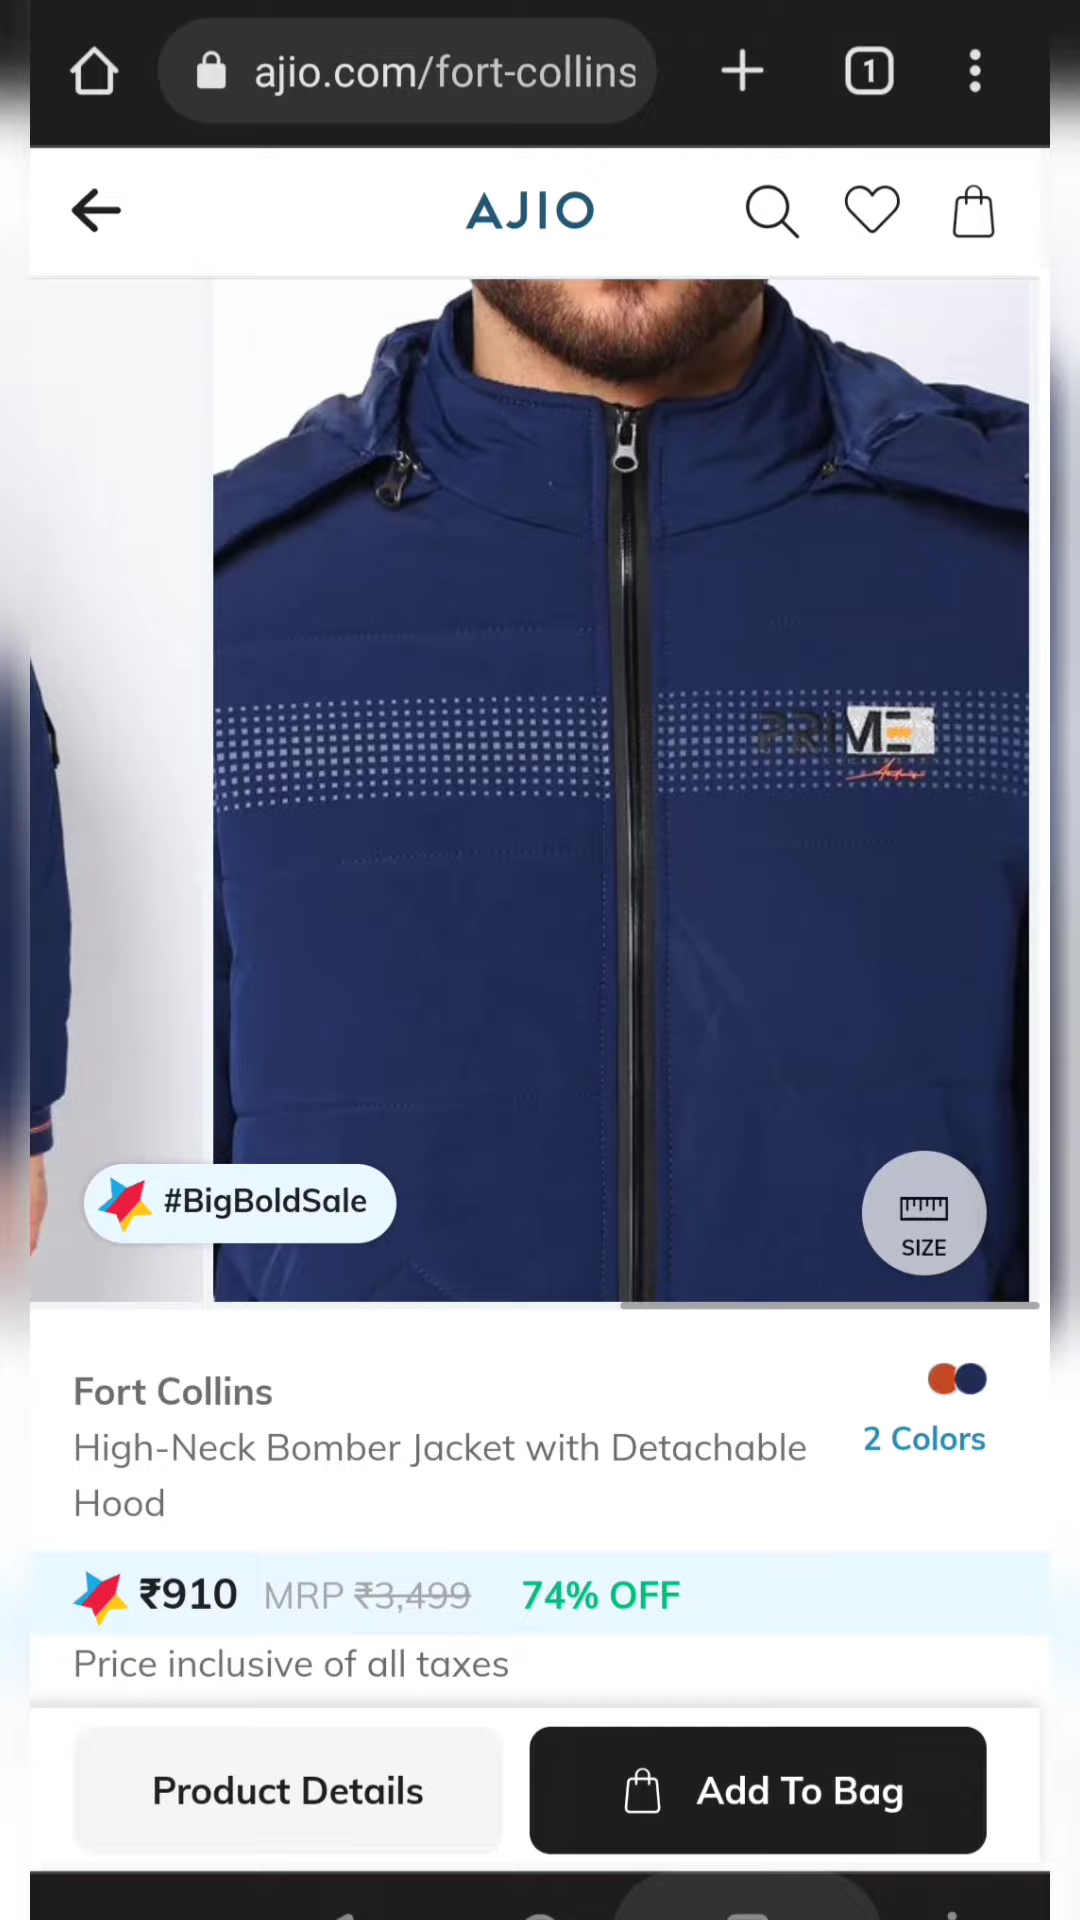 ajio.com/fort-collins
1
AJIO
PRIME
#BigBoldSale
SIZE
Fort Collins
2 Colors
High-Neck Bomber Jacket with Detachable
Hood
₹910 MRP ₹3,499 74% OFF
Price inclusive of all taxes
Product Details
Add To Bag